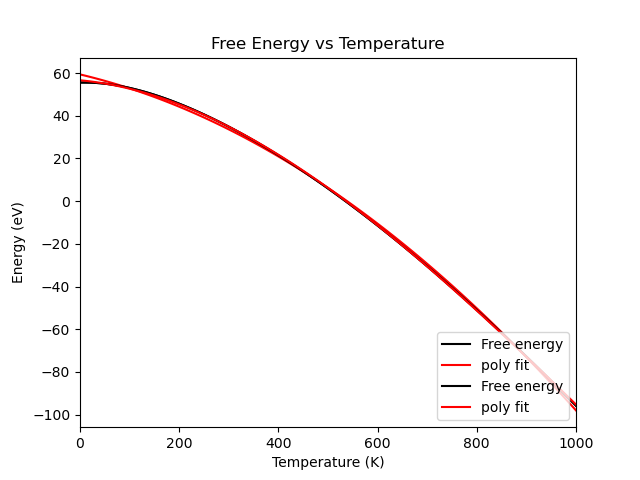 Free Energy vs Temperature
Energy (eV)
60
40
20
0
−20
−40
−60
−80
−100
Free energy
poly fit
Free energy
poly fit
0 200 400 600 800 1000
Temperature (K)